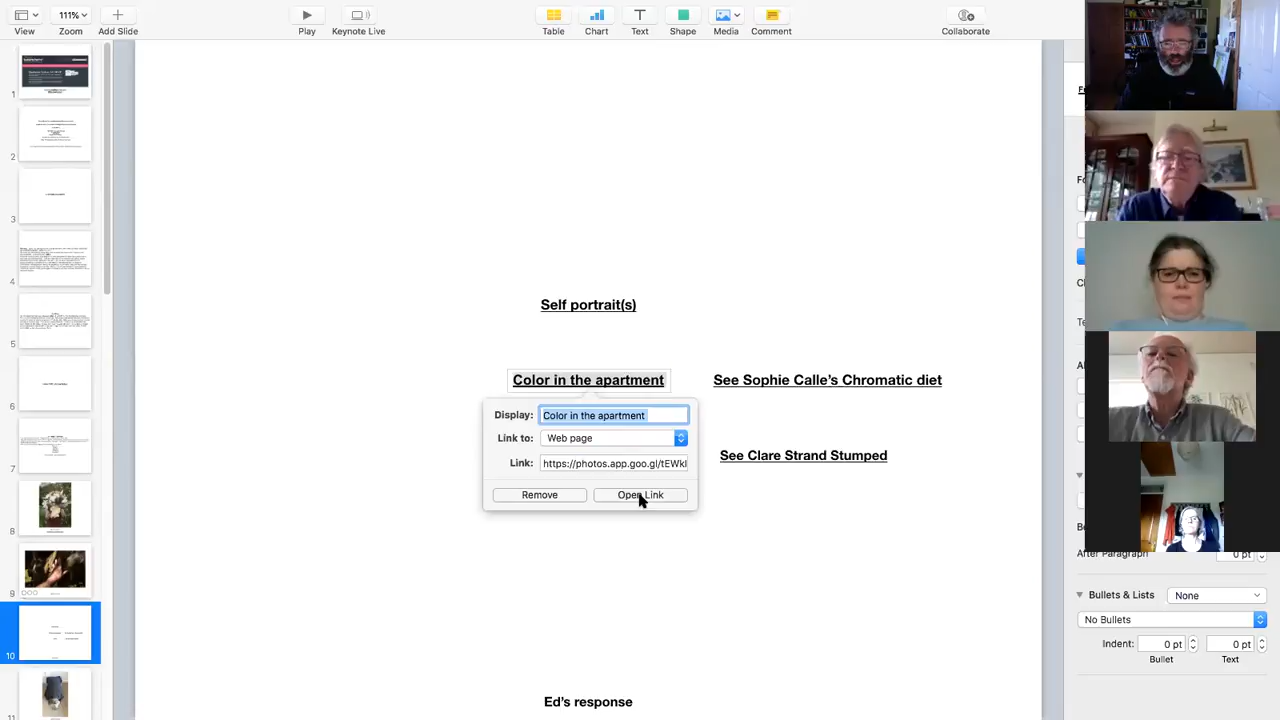 111%
View
Zoom
Add Slide
Play
Keynote Live
Table
Chart
Text
Shape
Media
Comment
Collaborate
1
2
3
4
5
6
7
8
9
10
11
Self portrait(s)
Color in the apartment
See Sophie Calle's Chromatic diet
Display: Color in the apartment
Link to: Web page
Link: https://photos.app.goo.gl/tEWkl
Remove
Open Link
See Clare Strand Stumped
Ed's response
After Paragraph 0 pt
Bullets & Lists None
No Bullets
Indent: 0 pt 0 pt
Bullet Text